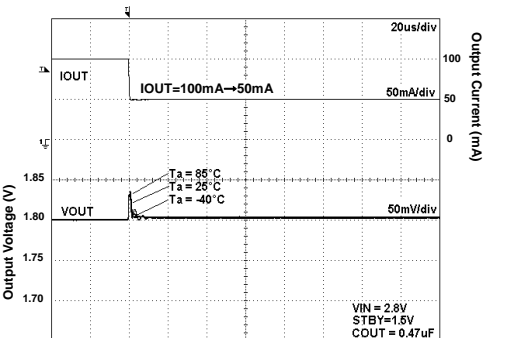 20us/div
IOUT
IOUT=100mA→50mA
50mA/div
100
50
0
Output Current (mA)
1.85
1.80
1.75
1.70
Output Voltage (V)
Ta = 85°C
Ta = 25°C
Ta = -40°C
VOUT
50mV/div
VIN = 2.8V
STBY=1.5V
COUT = 0.47uF